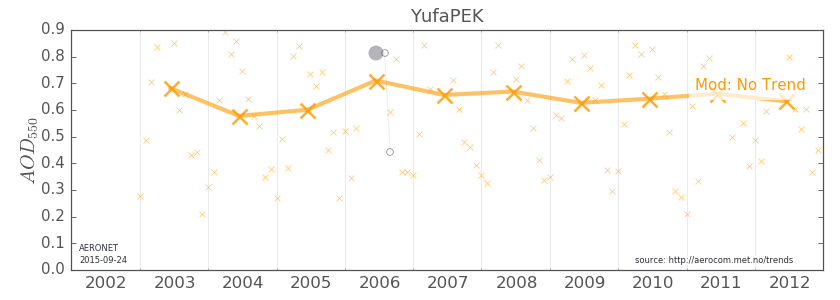 YufaPEK
0.9
0.8
0.7
0.6
0.5
0.4
0.3
0.2
0.1
0.0
AOD550
Mod: No Trend
AERONET
2015-09-24
source: http://aerocom.met.no/trends
2002 2003 2004 2005 2006 2007 2008 2009 2010 2011 2012